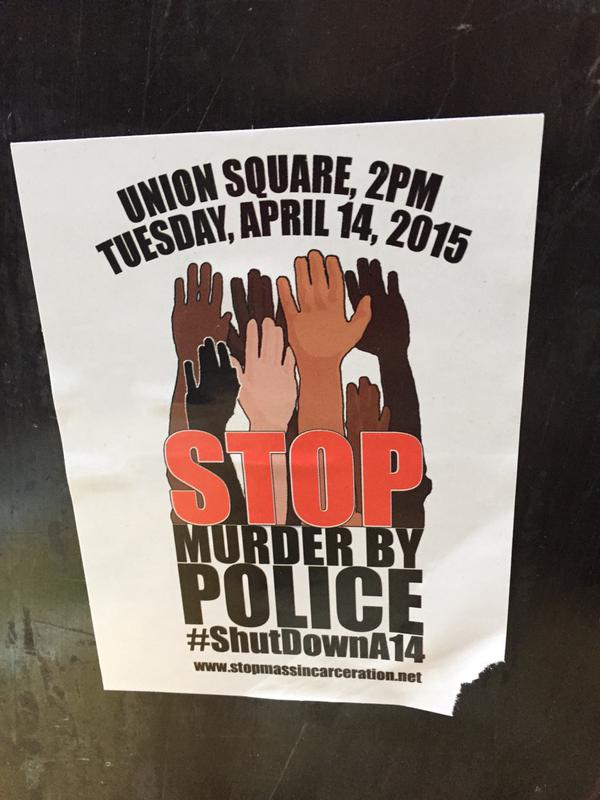 UNION SQUARE, 2PM
TUESDAY, APRIL 14, 2015
STOP
MURDER BY
POLICE
#ShutDownA14
www.stopmassincarceration.net